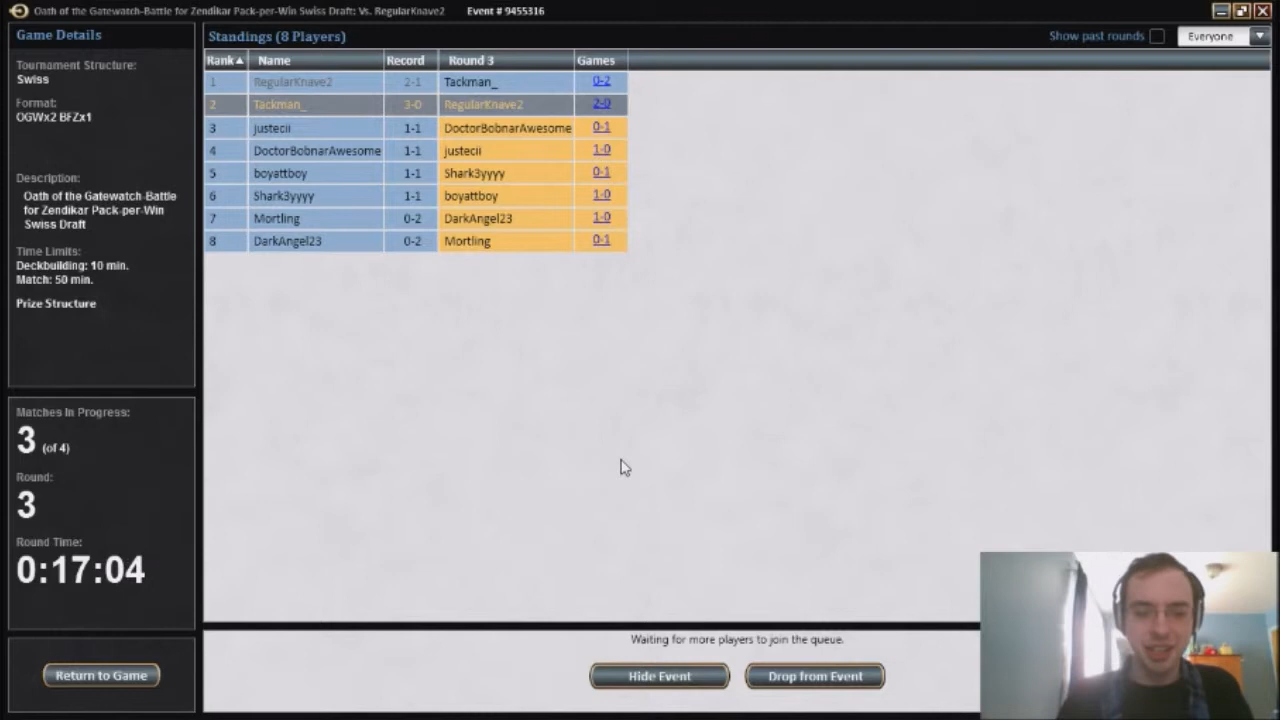 Oath of the Gatewatch-Battle for Zendikar Pack-per-Win Swiss Draft: Vs. RegularKnave2 Event # 9455316
Game Details
Tournament Structure:
Swiss
Format:
OGWx2 BFZx1
Description:
Oath of the Gatewatch-Battle
for Zendikar Pack-per-Win
Swiss Draft
Time Limits:
Deckbuilding: 10 min.
Match: 50 min.
Prize Structure
Matches In Progress:
3 (of 4)
Round:
3
Round Time:
0:17:04
Return to Game
Standings (8 Players) Show past rounds Everyone
Rank Name Record Round 3 Games
1 RegularKnave2 2-1 Tackman_ 0-2
2 Tackman_ 3-0 RegularKnave2 2-0
3 justecii 1-1 DoctorBobnarAwesome 0-1
4 DoctorBobnarAwesome 1-1 justecii 1-0
5 boyattboy 1-1 Shark3yyyy 0-1
6 Shark3yyyy 1-1 boyattboy 1-0
7 Mortling 0-2 DarkAngel23 1-0
8 DarkAngel23 0-2 Mortling 0-1
Waiting for more players to join the queue.
Hide Event Drop from Event